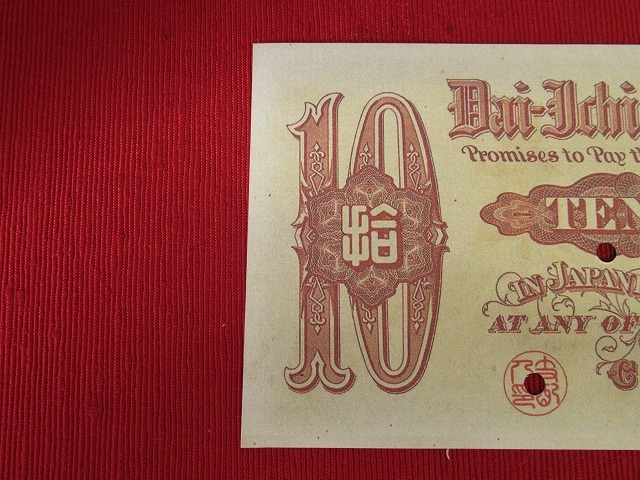 10
拾
Dai-Ichi
Promises to Pay
TEN
IN JAPAN
AT ANY OF